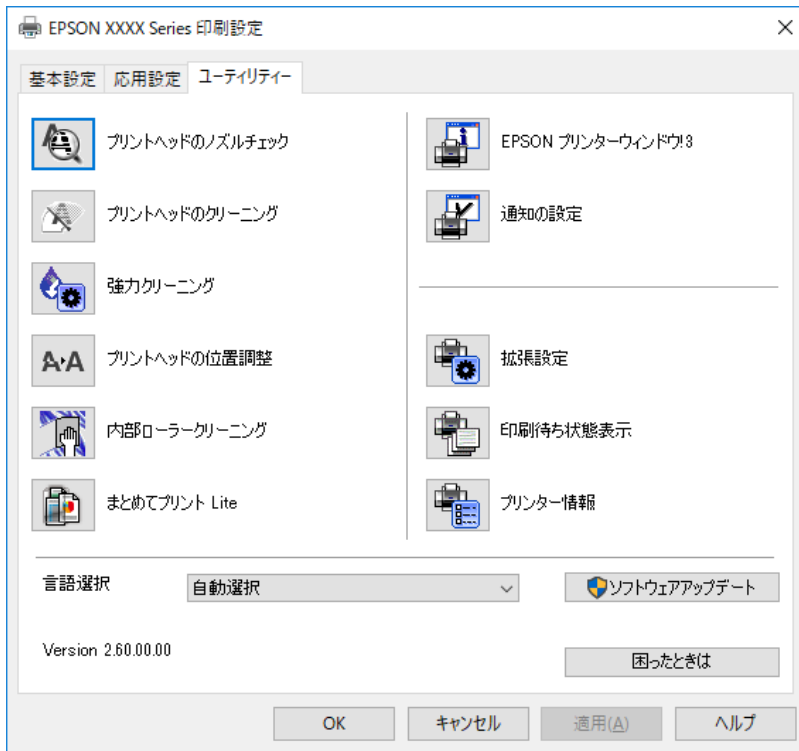 EPSON XXXX Series 印刷設定
基本設定 応用設定 ユーティリティー
プリントヘッドのノズルチェック
プリントヘッドのクリーニング
強力クリーニング
プリントヘッドの位置調整
内部ローラークリーニング
まとめてプリント Lite
EPSON プリンターウィンドウ!3
通知の設定
拡張設定
印刷待ち状態表示
プリンター情報
言語選択 自動選択 ソフトウェアアップデート
Version 2.60.00.00
困ったときは
OK キャンセル 適用(A) ヘルプ